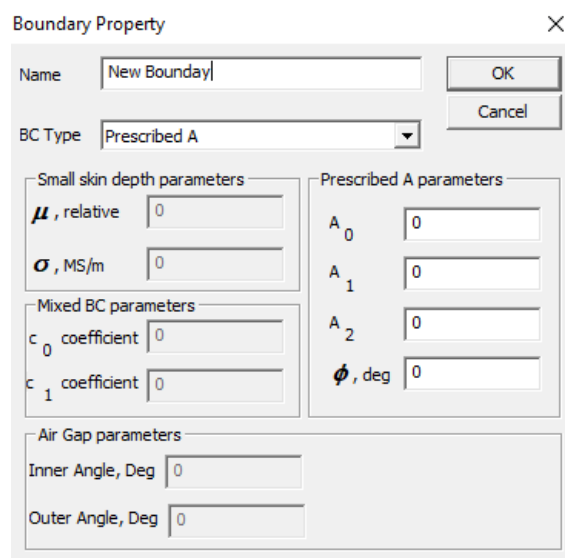 Boundary Property
Name New Bounday
OK
Cancel
BC Type Prescribed A
Small skin depth parameters
μ , relative 0
σ , MS/m 0
Mixed BC parameters
c 0 coefficient 0
c 1 coefficient 0
Prescribed A parameters
A 0 0
A 1 0
A 2 0
ϕ , deg 0
Air Gap parameters
Inner Angle, Deg 0
Outer Angle, Deg 0